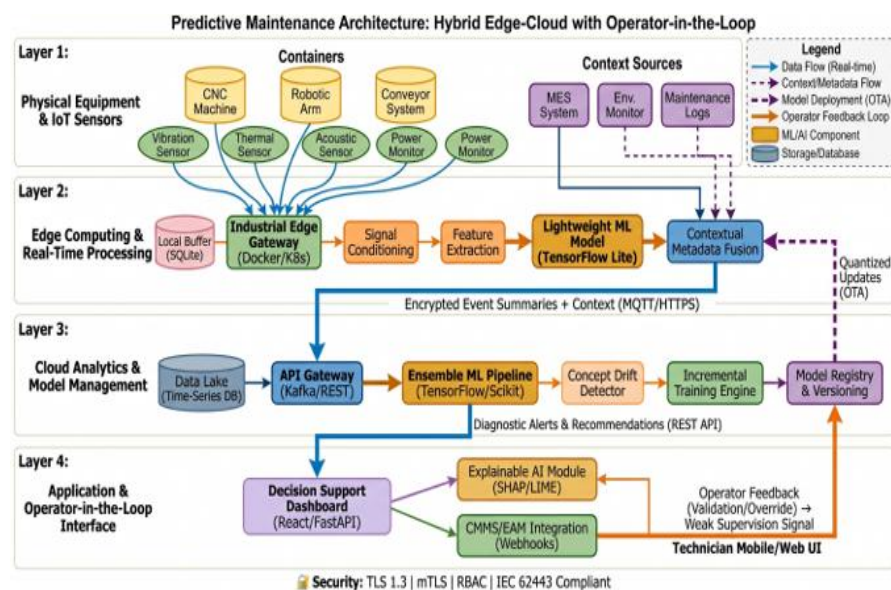 Predictive Maintenance Architecture: Hybrid Edge-Cloud with Operator-in-the-Loop
Layer 1:
Physical Equipment
& IoT Sensors
Containers
CNC
Machine
Robotic
Arm
Conveyor
System
Vibration
Sensor
Thermal
Sensor
Acoustic
Sensor
Power
Monitor
Power
Monitor
Context Sources
MES
System
Env.
Monitor
Maintenance
Logs
Legend
Data Flow (Real-time)
Context/Metadata Flow
Model Deployment (OTA)
Operator Feedback Loop
ML/AI Component
Storage/Database
Layer 2:
Edge Computing &
Real-Time Processing
Local Buffer
(SQLite)
Industrial Edge
Gateway
(Docker/K8s)
Signal
Conditioning
Feature
Extraction
Lightweight ML
Model
(TensorFlow Lite)
Contextual
Metadata Fusion
Quantized
Updates
(OTA)
Encrypted Event Summaries + Context (MQTT/HTTPS)
Layer 3:
Cloud Analytics &
Model Management
Data Lake
(Time-Series DB)
API Gateway
(Kafka/REST)
Ensemble ML Pipeline
(TensorFlow/Scikit)
Concept Drift
Detector
Incremental
Training Engine
Model Registry
& Versioning
Diagnostic Alerts & Recommendations (REST API)
Layer 4:
Application &
Operator-in-the-Loop
Interface
Decision Support
Dashboard
(React/FastAPI)
Explainable AI Module
(SHAP/LIME)
CMMS/EAM Integration
(Webhooks)
Operator Feedback
(Validation/Override) →
Weak Supervision Signal
Technician Mobile/Web UI
Security: TLS 1.3 | mTLS | RBAC | IEC 62443 Compliant